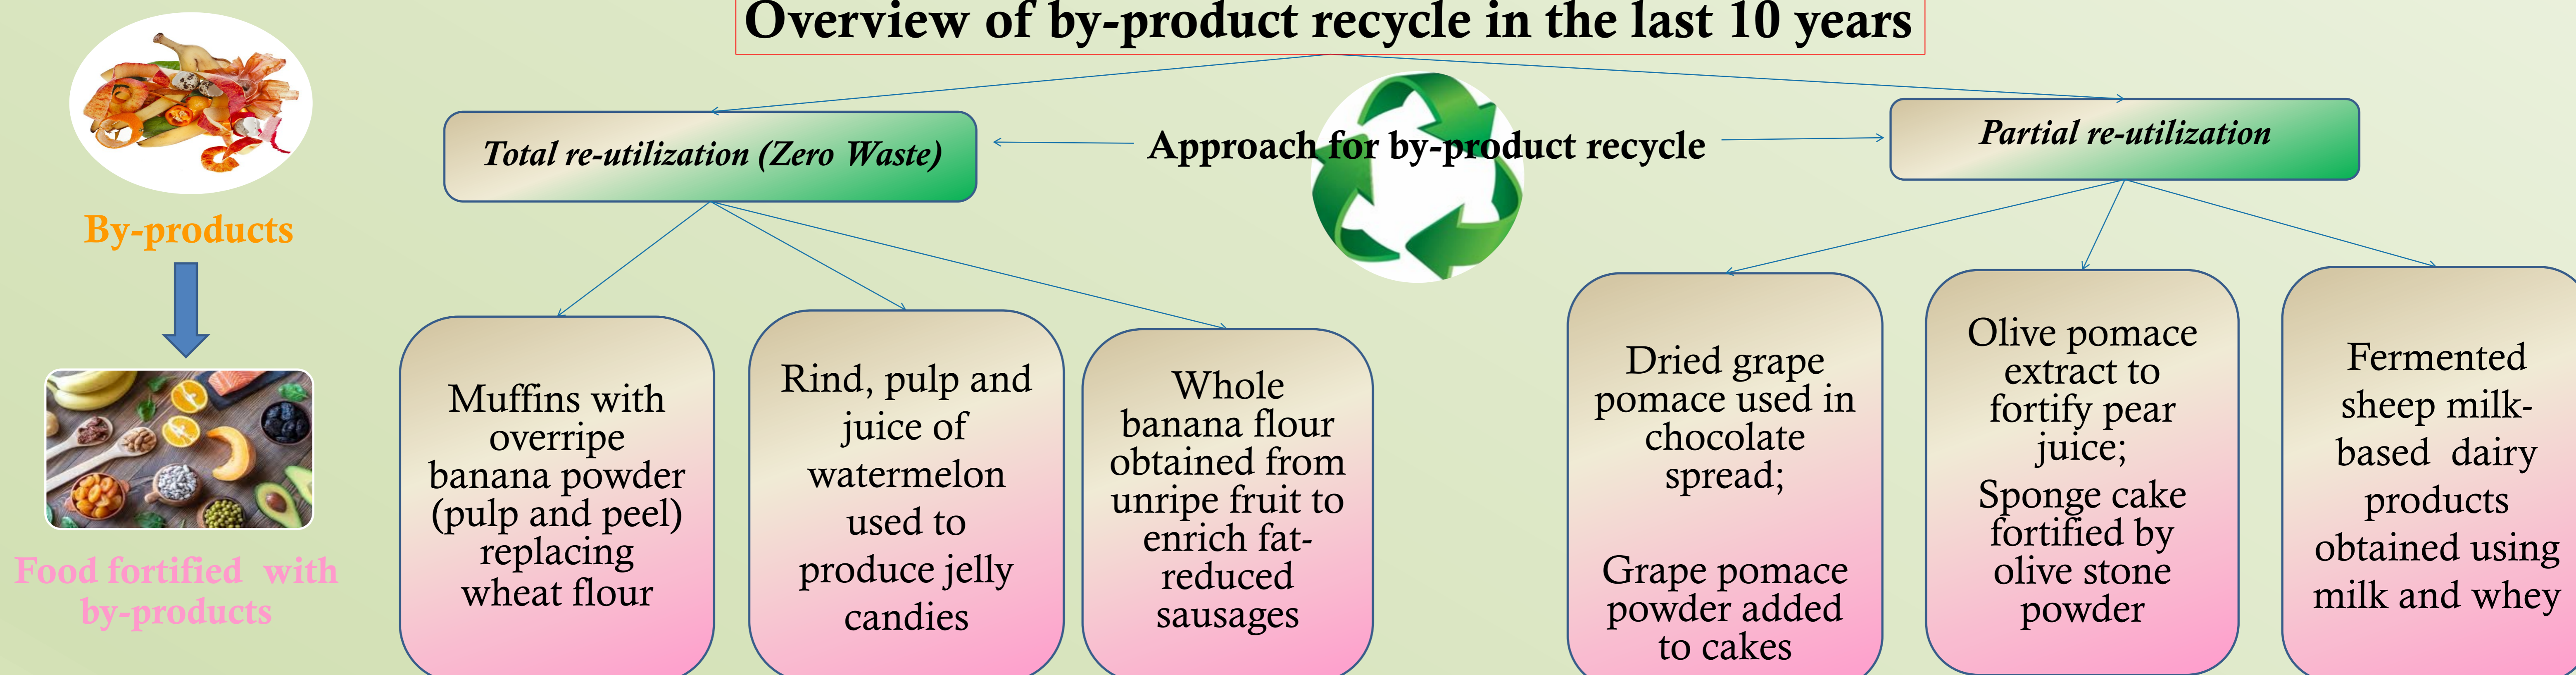 Overview of by-product recycle in the last 10 years
Total re-utilization (Zero Waste)
Approach for by-product recycle
Partial re-utilization
By-products
Food fortified with
by-products
Muffins with
overripe
banana powder
(pulp and peel)
replacing
wheat flour
Rind, pulp and
juice of
watermelon
used to
produce jelly
candies
Whole
banana flour
obtained from
unripe fruit to
enrich fat-
reduced
sausages
Dried grape
pomace used in
chocolate
spread;
Grape pomace
powder added
to cakes
Olive pomace
extract to
fortify pear
juice;
Sponge cake
fortified by
olive stone
powder
Fermented
sheep milk-
based dairy
products
obtained using
milk and whey